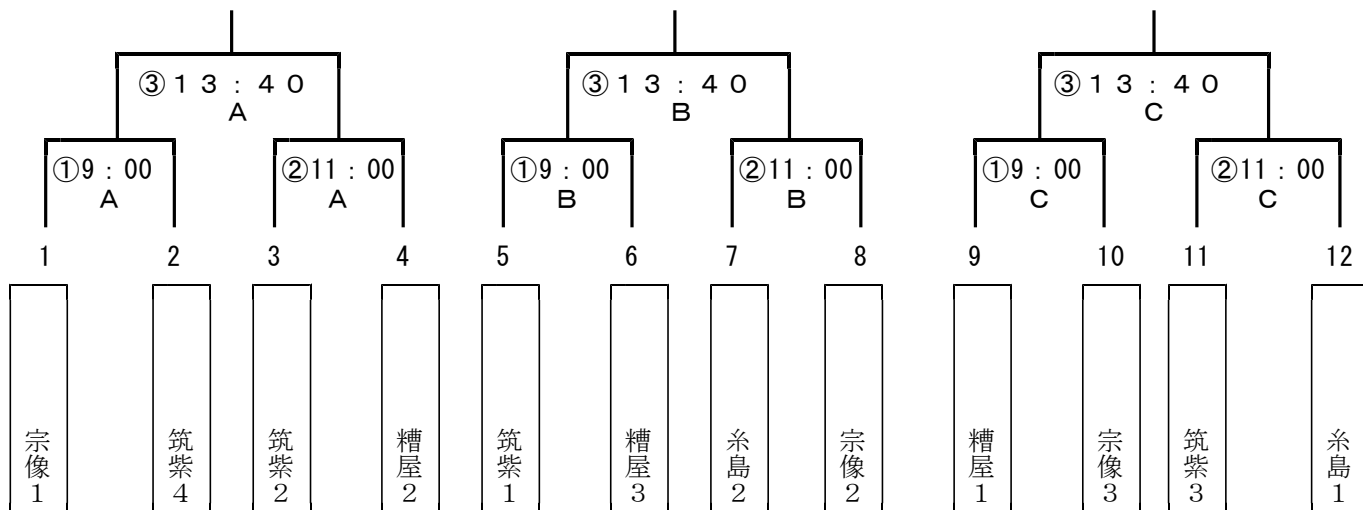 ③１３：４０
A
③１３：４０
B
③１３：４０
C
①9：00
A
②11：00
A
①9：00
B
②11：00
B
①9：00
C
②11：00
C
1
2
3
4
5
6
7
8
9
10
11
12
宗像１
筑紫４
筑紫２
糟屋２
筑紫１
糟屋３
糸島２
宗像２
糟屋１
宗像３
筑紫３
糸島１